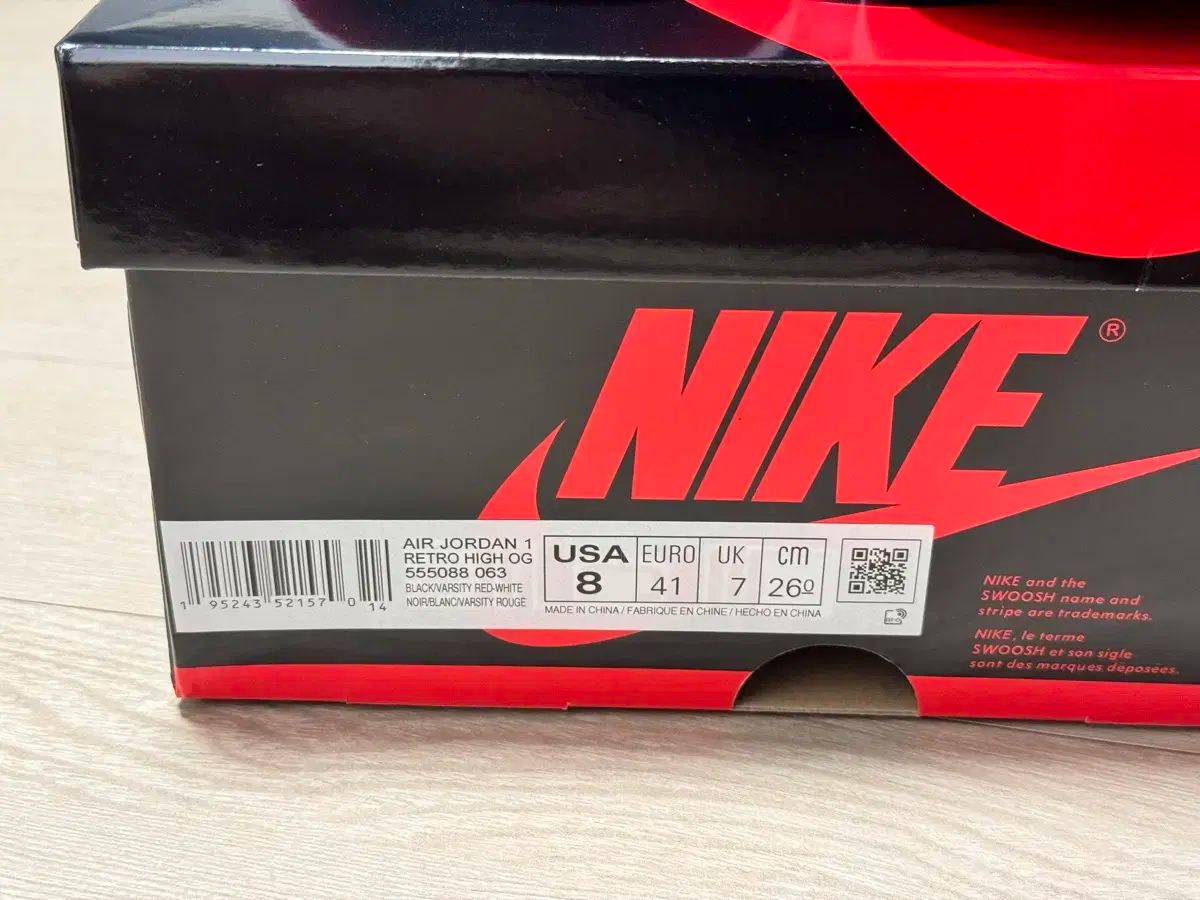 NIKE®
AIR JORDAN 1
RETRO HIGH OG
555088 063
BLACK/VARSITY RED-WHITE
NOIR/BLANC/VARSITY ROUGE
1 95243 52157 0 14
USA EURO UK cm
8 41 7 260
MADE IN CHINA / FABRIQUE EN CHINE / HECHO EN CHINA
NIKE and the
SWOOSH name and
stripe are trademarks.
NIKE, le terme
SWOOSH et son sigle
sont des marques déposées.